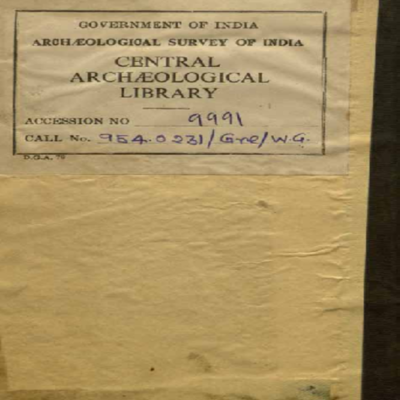 GOVERNMENT OF INDIA
ARCHÆOLOGICAL SURVEY OF INDIA
CENTRAL
ARCHÆOLOGICAL
LIBRARY
ACCESSION NO 9991
CALL No. 954.0231/Gre/W.G.
D.G.A. 79